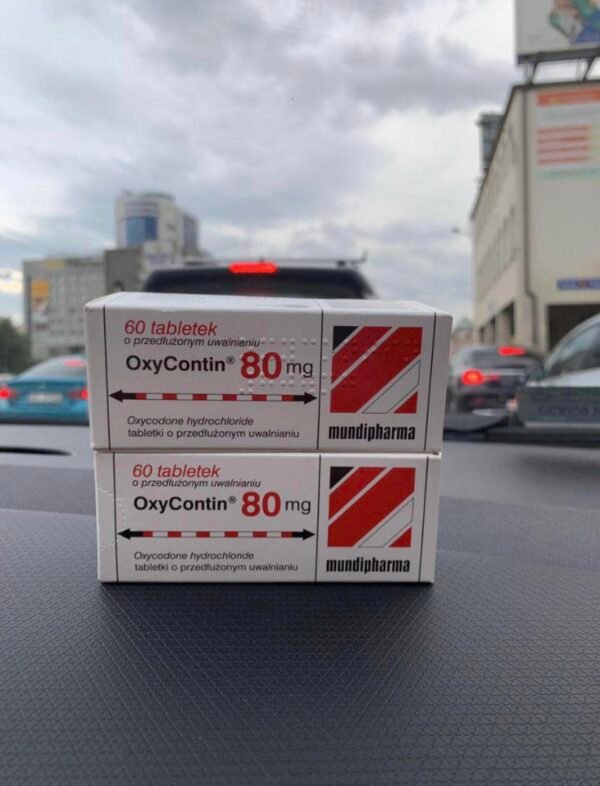 60 tabletek
o przedłużonym uwalnianiu
OxyContin® 80 mg
Oxycodone hydrochloride
tabletki o przedłużonym uwalnianiu
mundipharma
60 tabletek
o przedłużonym uwalnianiu
OxyContin® 80 mg
Oxycodone hydrochloride
tabletki o przedłużonym uwalnianiu
mundipharma